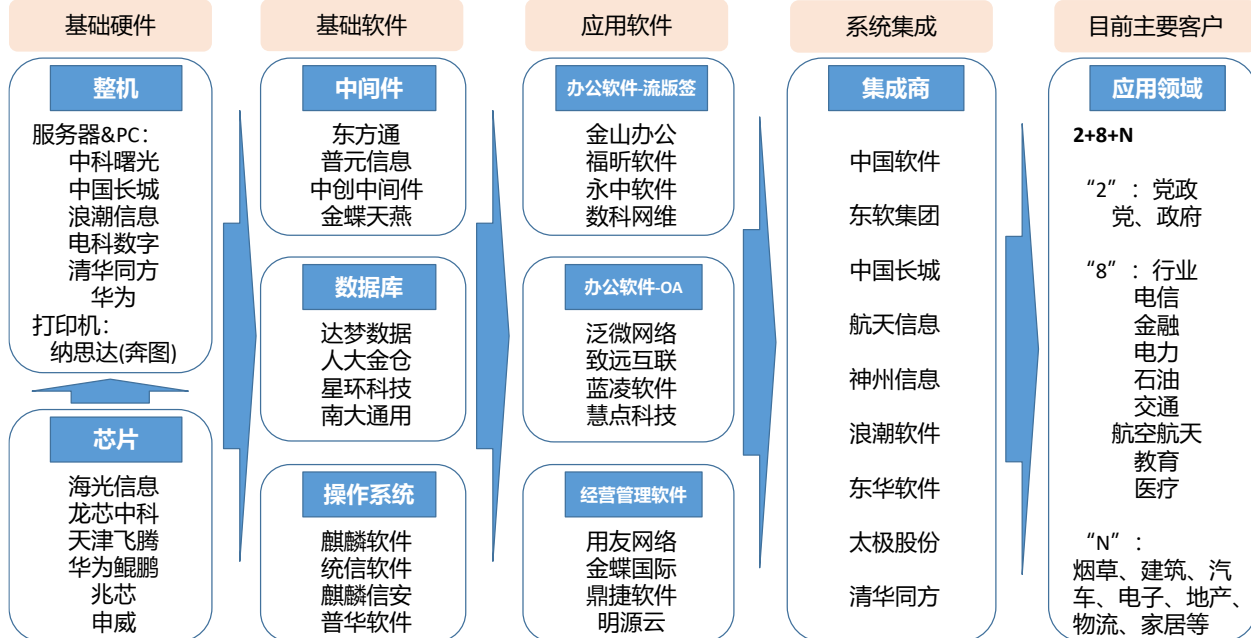 基础硬件
整机
服务器&PC：
中科曙光
中国长城
浪潮信息
电科数字
清华同方
华为
打印机：
纳思达(奔图)
芯片
海光信息
龙芯中科
天津飞腾
华为鲲鹏
兆芯
申威
基础软件
中间件
东方通
普元信息
中创中间件
金蝶天燕
数据库
达梦数据
人大金仓
星环科技
南大通用
操作系统
麒麟软件
统信软件
麒麟信安
普华软件
应用软件
办公软件-流版签
金山办公
福昕软件
永中软件
数科网维
办公软件-OA
泛微网络
致远互联
蓝凌软件
慧点科技
经营管理软件
用友网络
金蝶国际
鼎捷软件
明源云
系统集成
集成商
中国软件
东软集团
中国长城
航天信息
神州信息
浪潮软件
东华软件
太极股份
清华同方
目前主要客户
应用领域
2+8+N
“2”：党政
党、政府
“8”：行业
电信
金融
电力
石油
交通
航空航天
教育
医疗
“N”：
烟草、建筑、汽
车、电子、地产、
物流、家居等